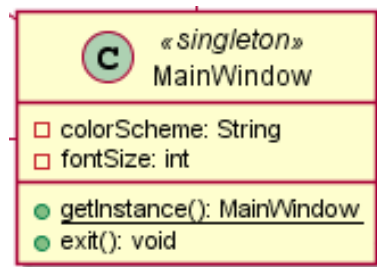 C
«singleton»
MainWindow
colorScheme: String
fontSize: int
getInstance(): MainWindow
exit(): void